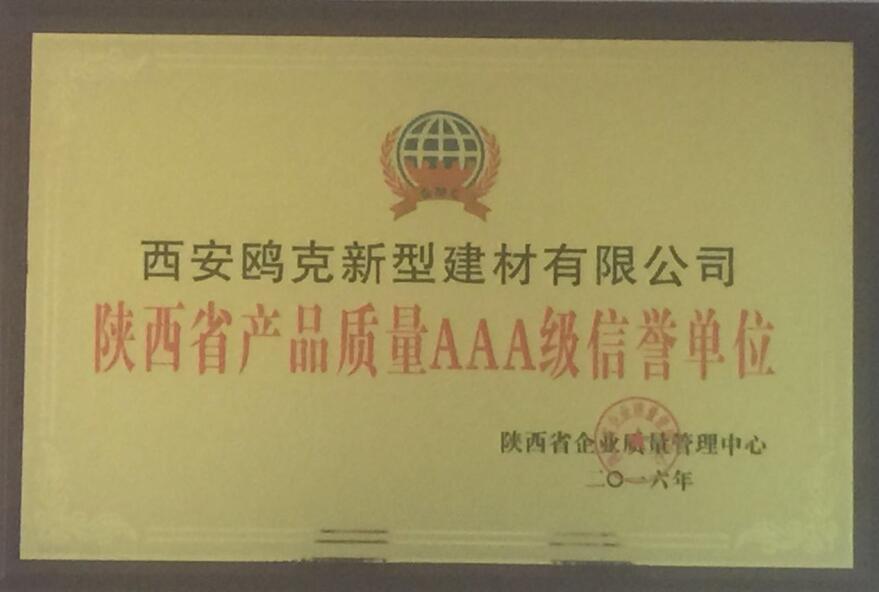 西安鸥克新型建材有限公司
陕西省产品质量AAA级信誉单位
陕西省企业质量管理中心
二〇一六年